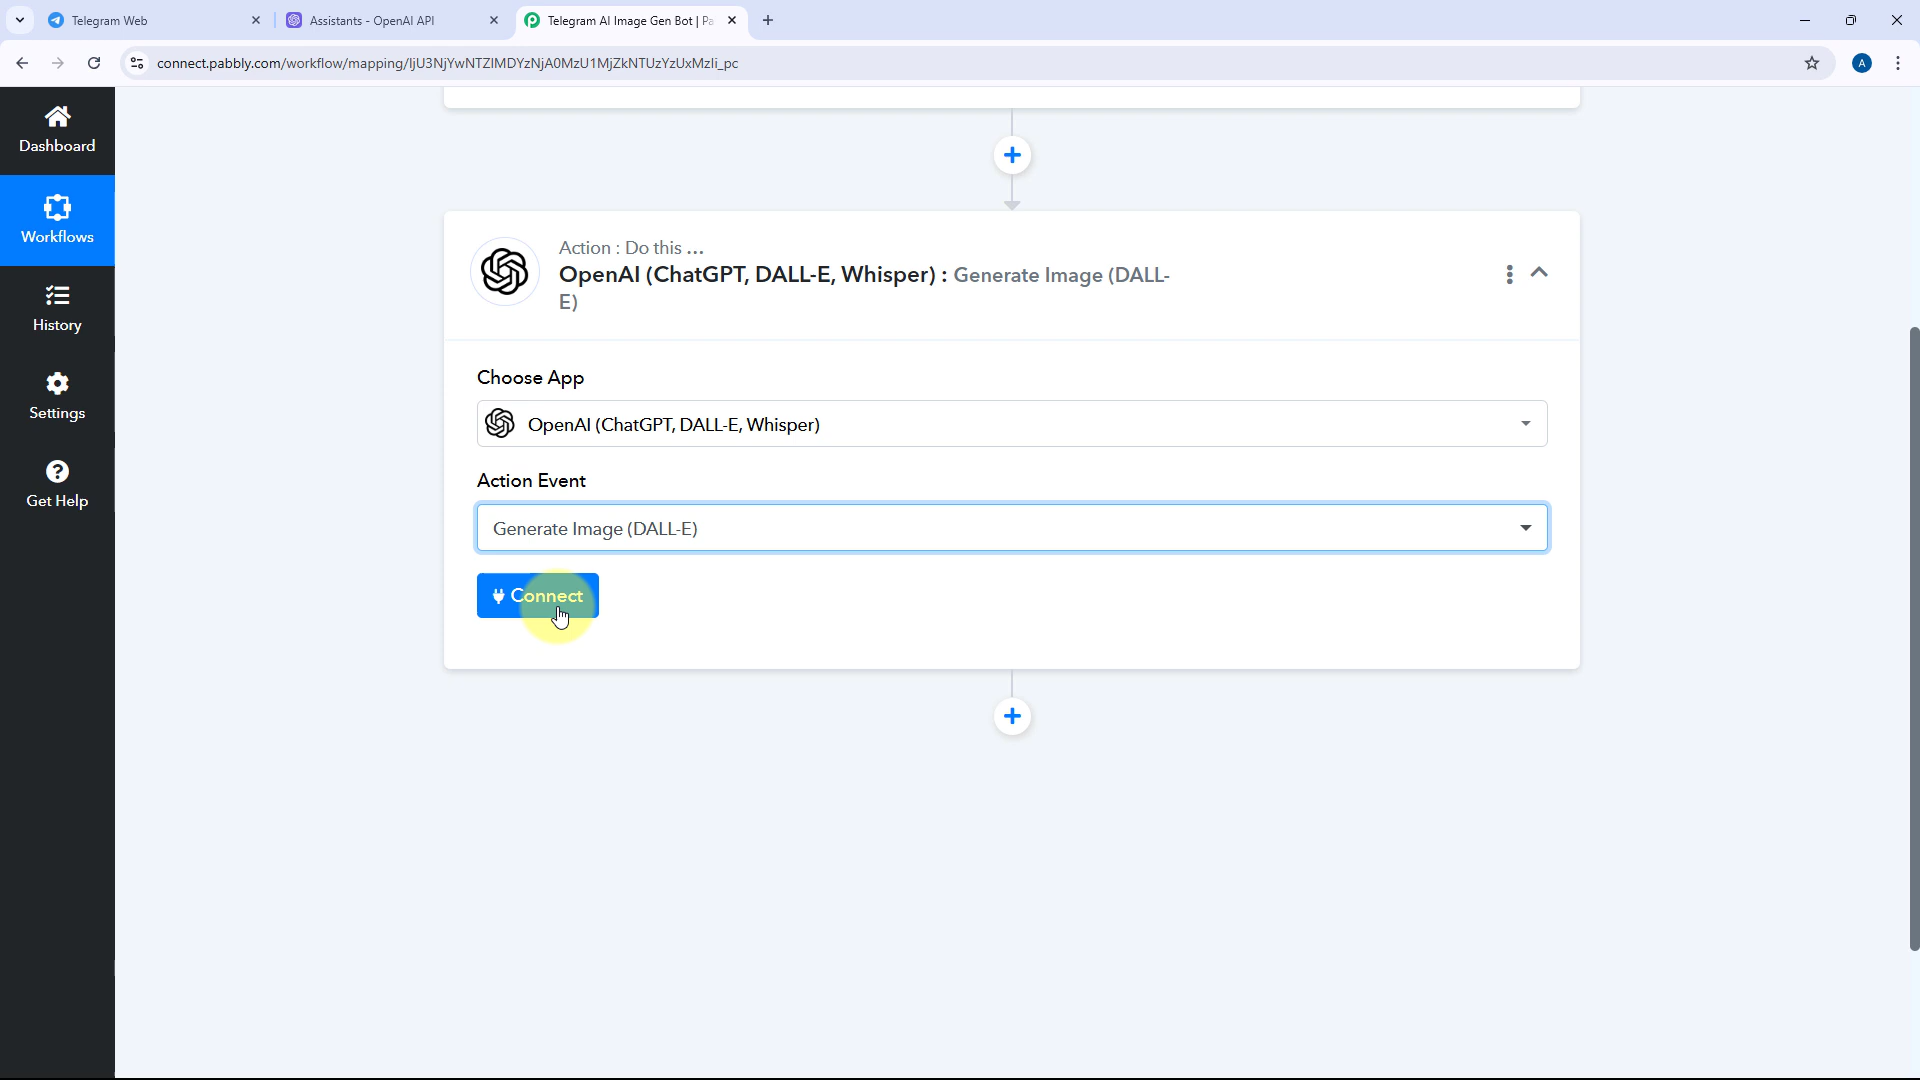 Telegram Web
Assistants - OpenAI API
Telegram AI Image Gen Bot | Pa
connect.pabbly.com/workflow/mapping/IjU3NjYwNTZlMDYzNjA0MzU1MjZkNTUzYzUxMzIi_pc
A
Dashboard
Workflows
History
Settings
Get Help
Action : Do this ...
OpenAI (ChatGPT, DALL-E, Whisper) : Generate Image (DALL-
E)
Choose App
OpenAI (ChatGPT, DALL-E, Whisper)
Action Event
Generate Image (DALL-E)
Connect